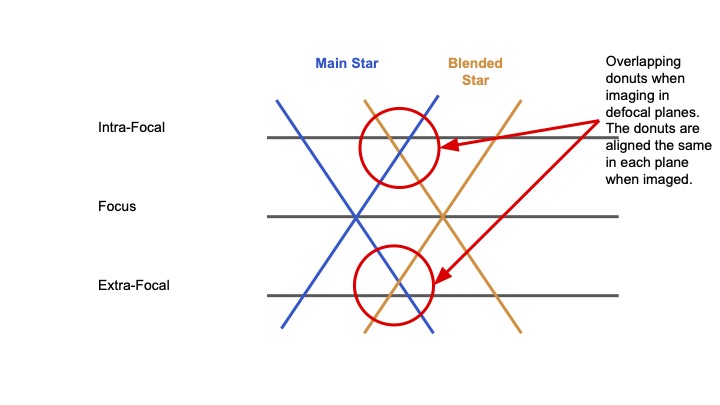 Main Star
Blended
Star
Overlapping
donuts when
imaging in
defocal planes.
The donuts are
aligned the same
in each plane
when imaged.
Intra-Focal
Focus
Extra-Focal